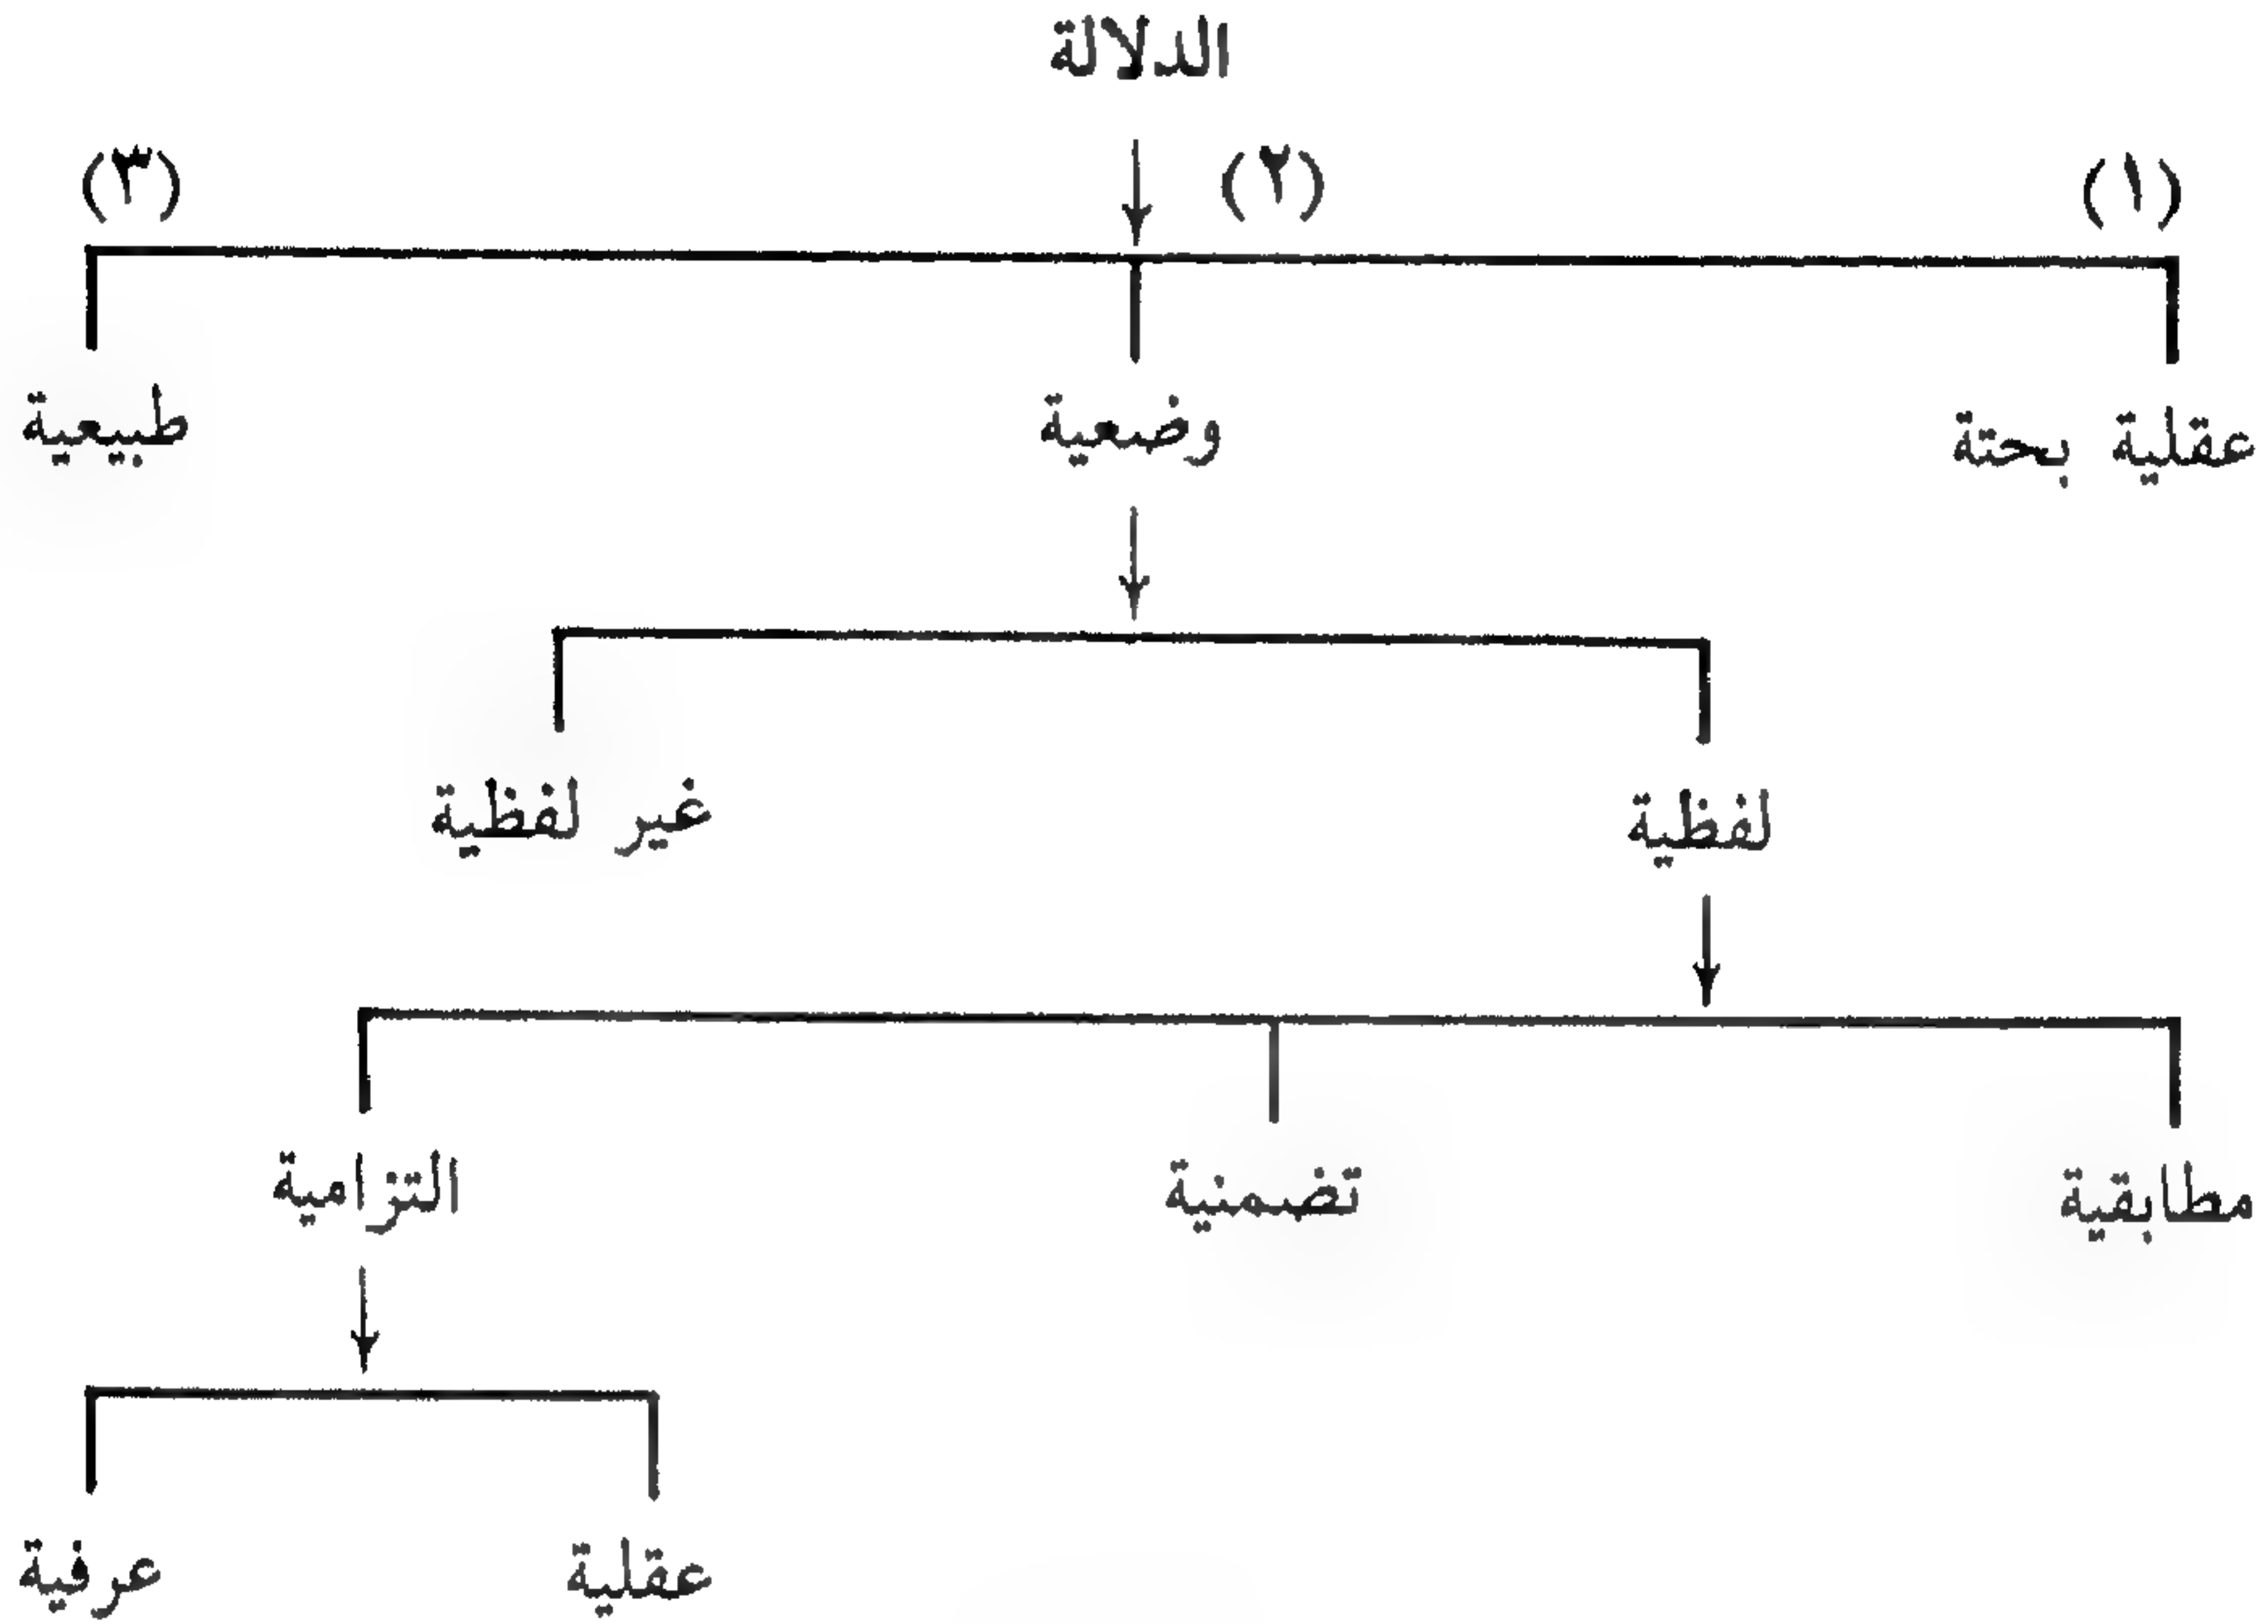 الدلالة
(١) (٢) (٣)
عقلية بحتة وضعية طبيعية
لفظية غير لفظية
مطابقية تضمنية التزامية
عقلية عرفية